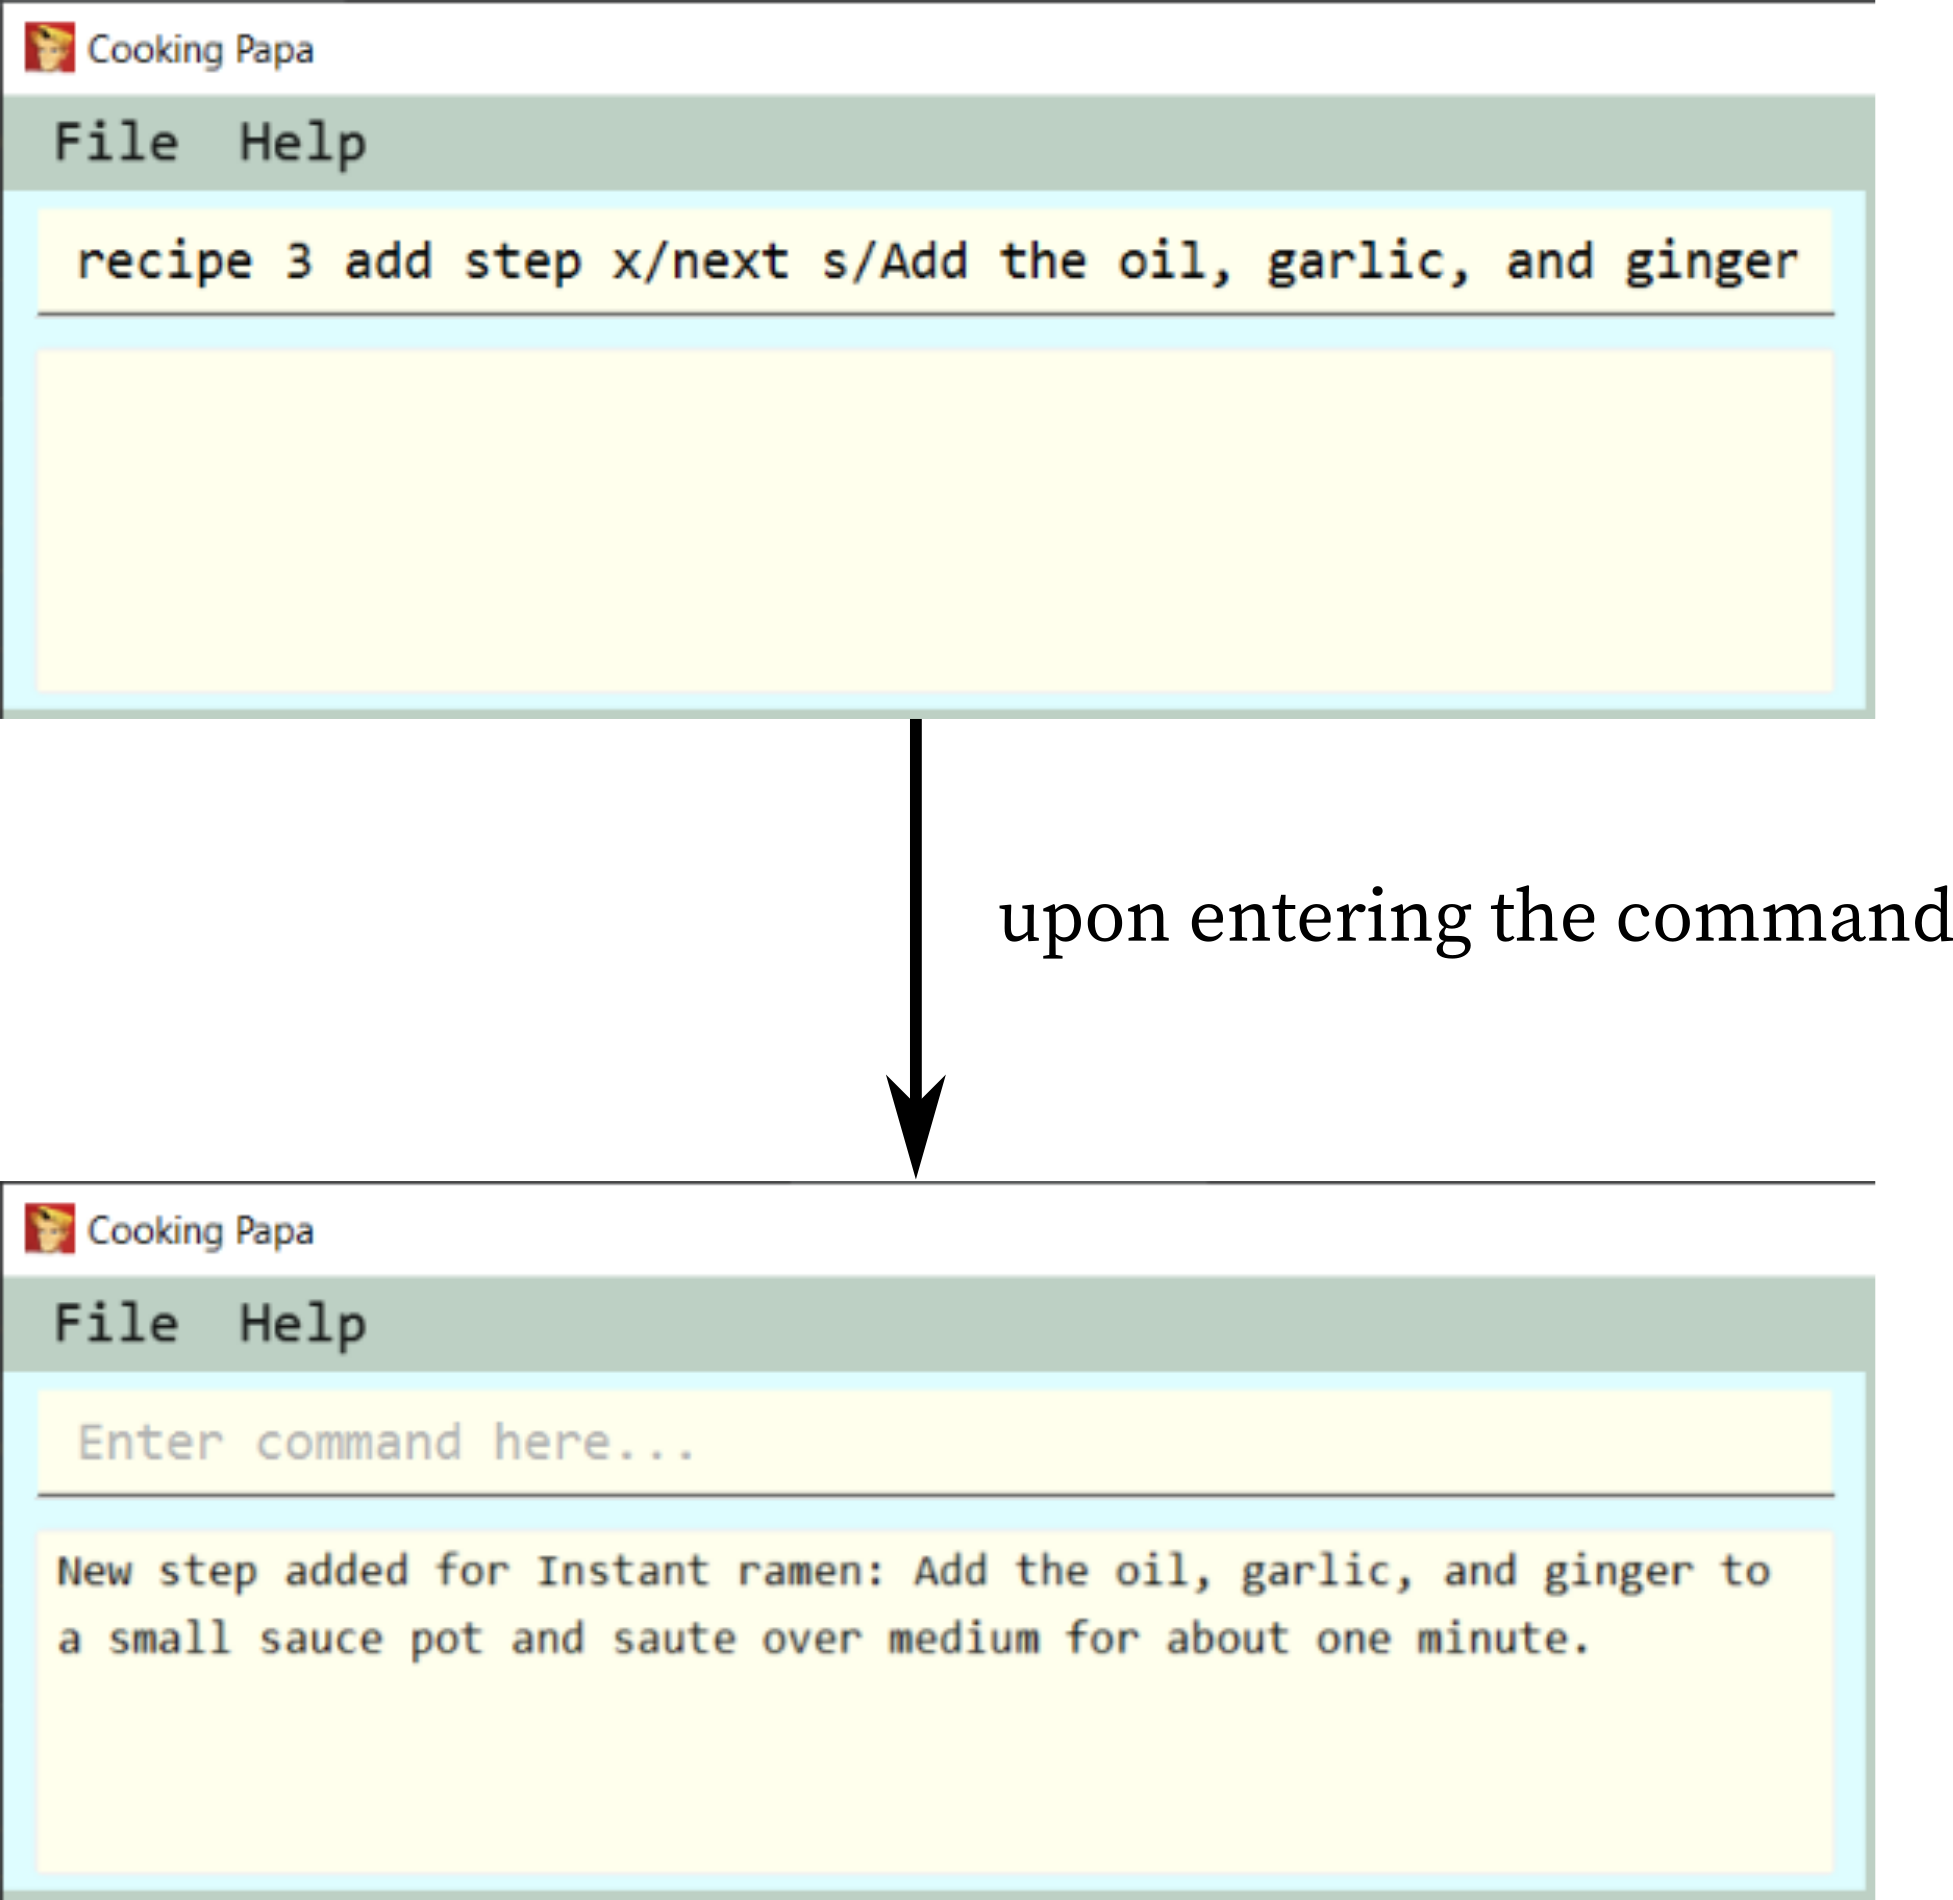 Cooking Papa
File Help
recipe 3 add step x/next s/Add the oil, garlic, and ginger
upon entering the command
Cooking Papa
File Help
Enter command here...
New step added for Instant ramen: Add the oil, garlic, and ginger to
a small sauce pot and saute over medium for about one minute.